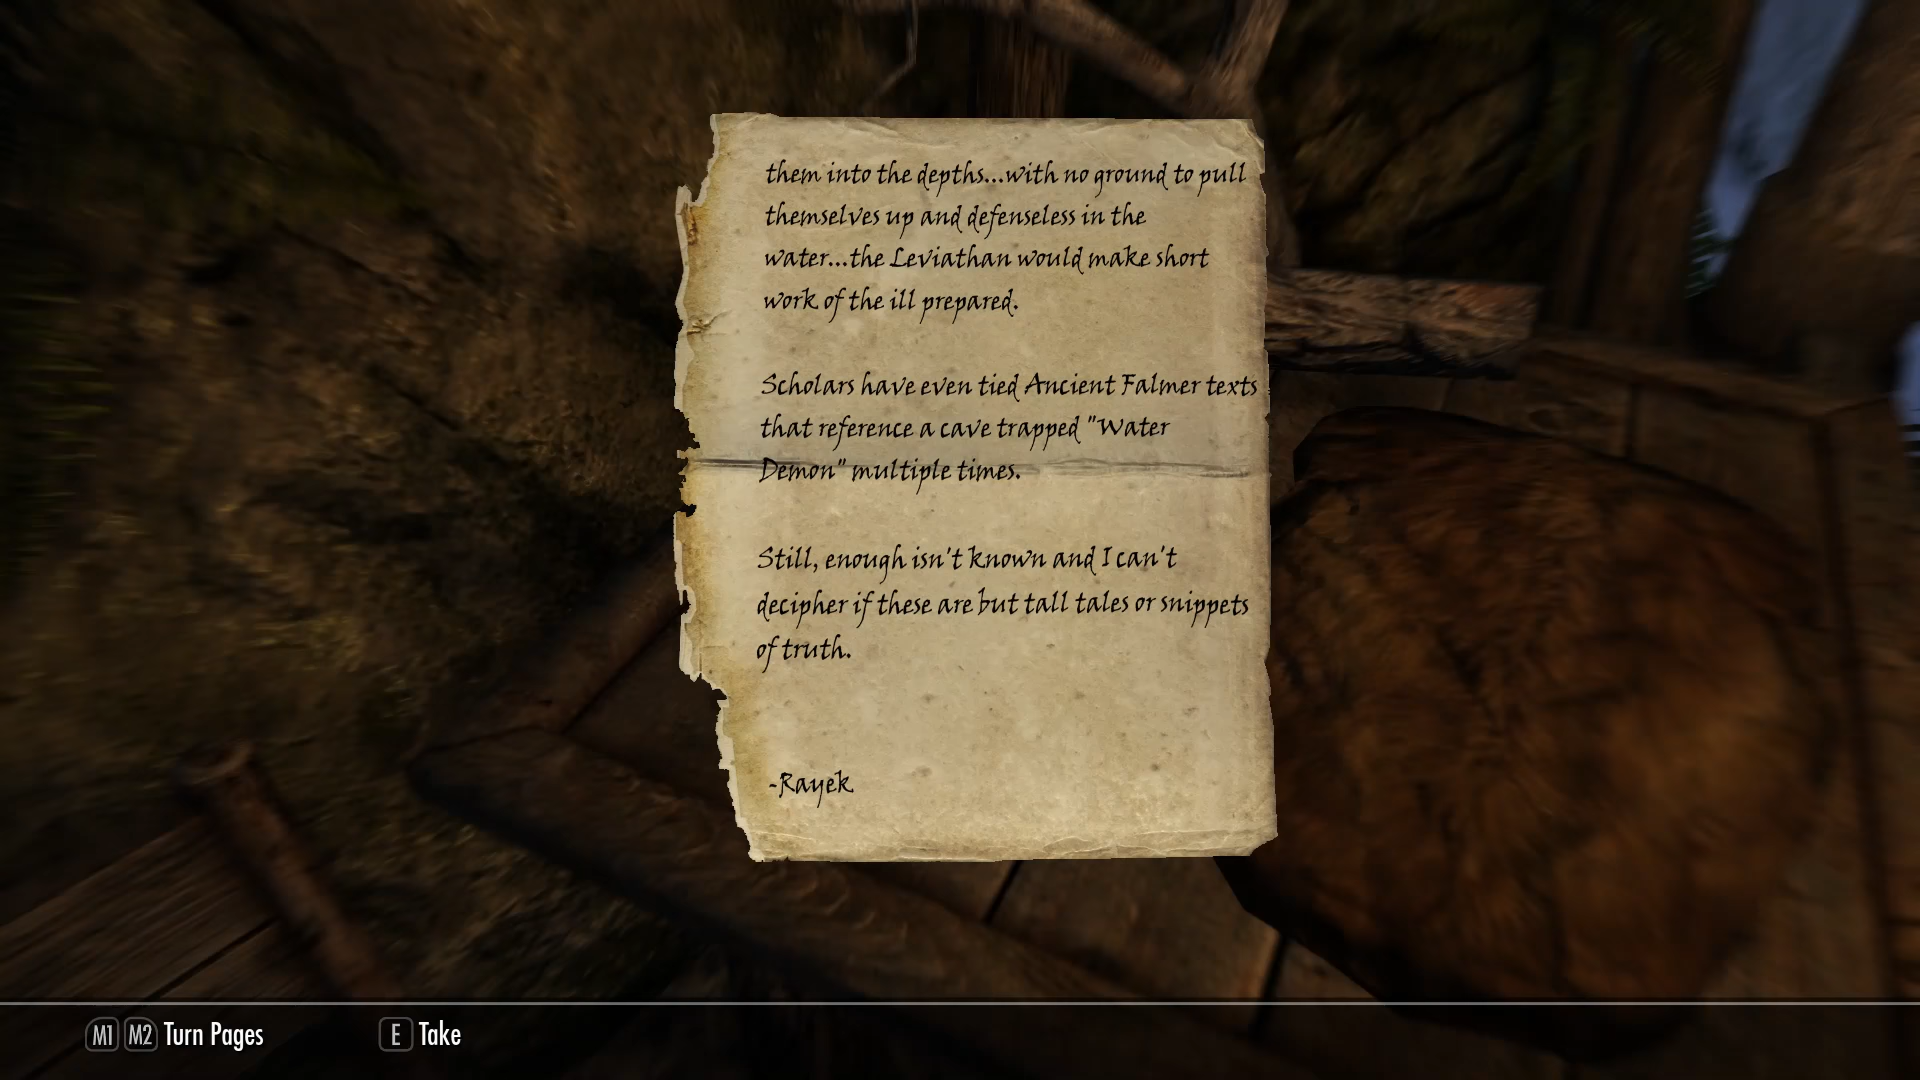 them into the depths...with no ground to pull
themselves up and defenseless in the
water...the Leviathan would make short
work of the ill prepared.
Scholars have even tied Ancient Falmer texts
that reference a cave trapped "Water
Demon" multiple times.
Still, enough isn't known and I can't
decipher if these are but tall tales or snippets
of truth.
-Rayek
M1 M2 Turn Pages E Take